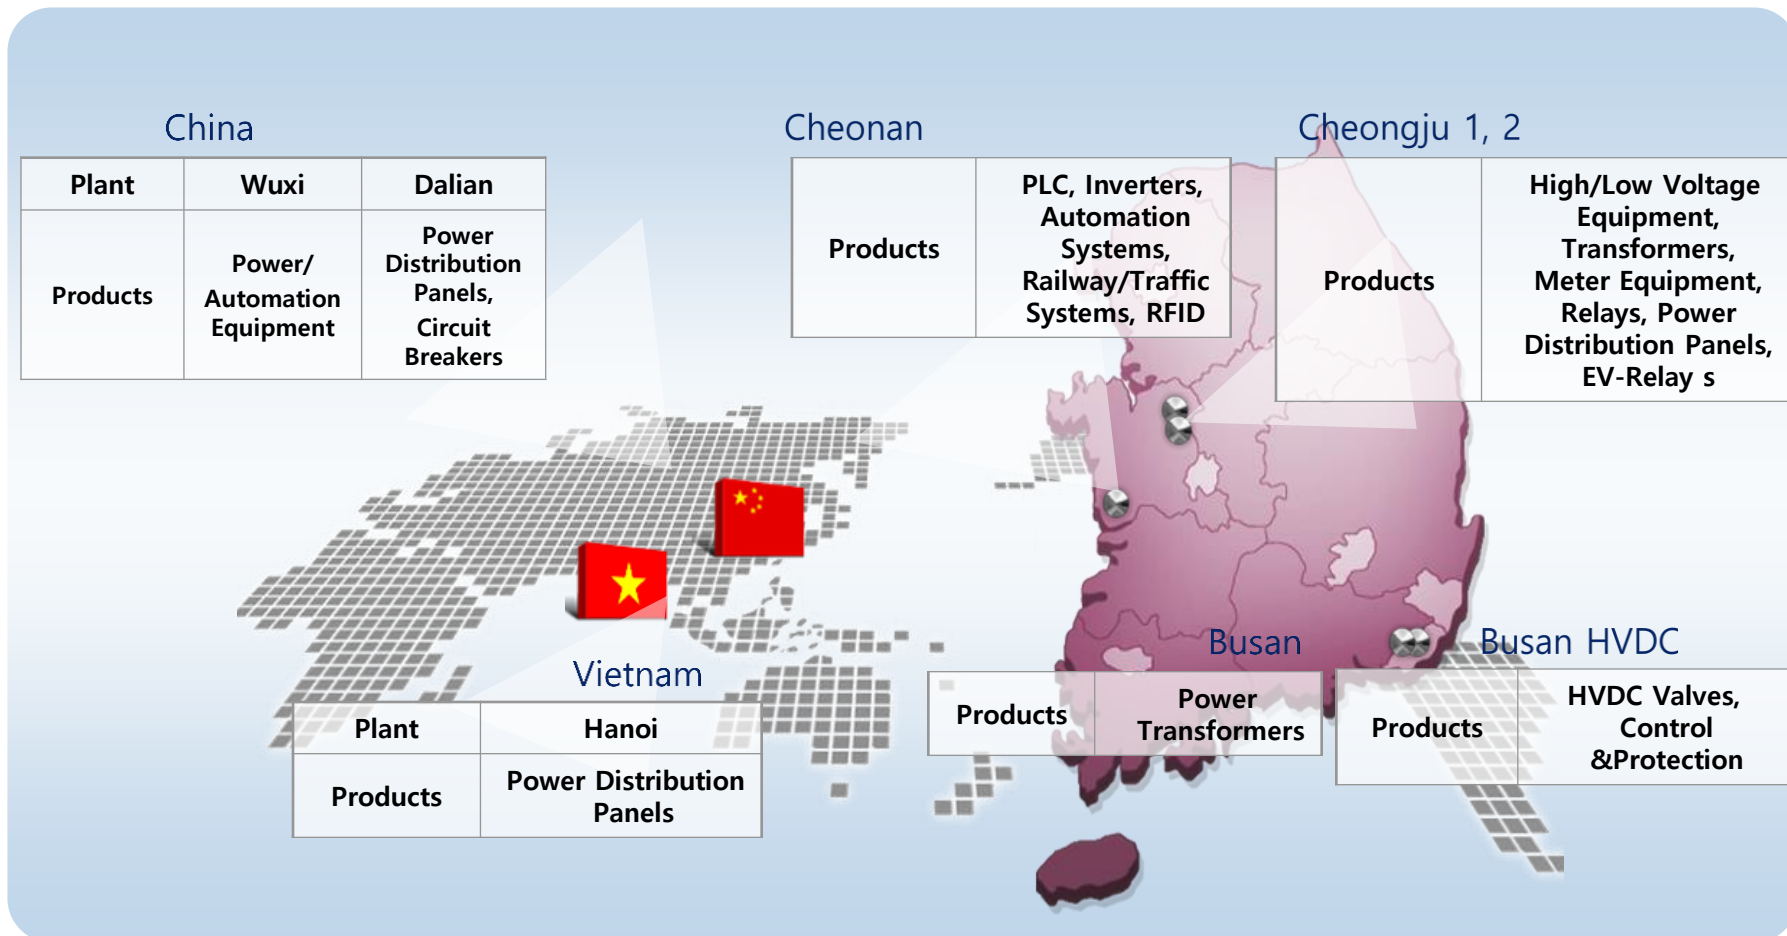 China
Plant
Wuxi
Dalian
Products
Power/
Automation
Equipment
Power
Distribution
Panels,
Circuit
Breakers
Cheonan
Products
PLC, Inverters,
Automation
Systems,
Railway/Traffic
Systems, RFID
Cheongju 1, 2
Products
High/Low Voltage
Equipment,
Transformers,
Meter Equipment,
Relays, Power
Distribution Panels,
EV-Relay s
Vietnam
Plant
Hanoi
Products
Power Distribution
Panels
Busan
Products
Power
Transformers
Busan HVDC
Products
HVDC Valves,
Control
&Protection